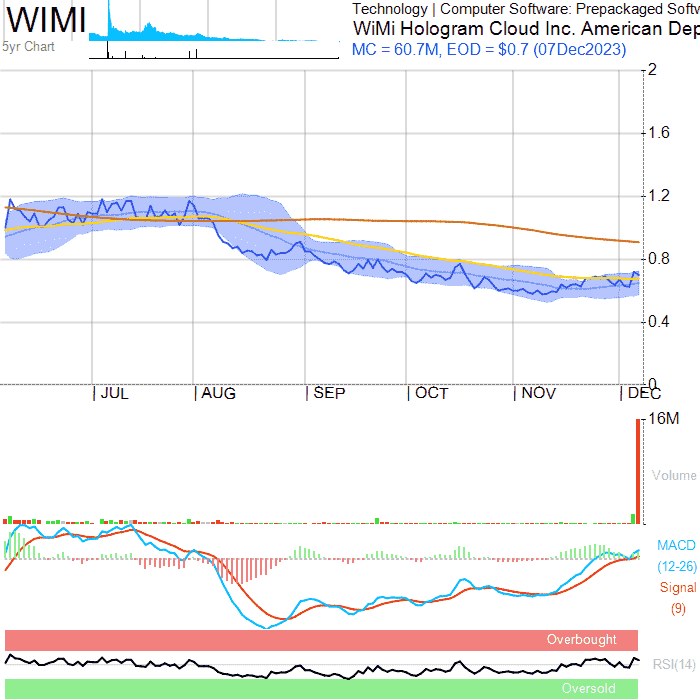 WIMI
5yr Chart
Technology | Computer Software: Prepackaged Softw
WiMi Hologram Cloud Inc. American Dep
MC = 60.7M, EOD = $0.7 (07Dec2023)
2
1.6
1.2
0.8
0.4
0
JUL AUG SEP OCT NOV DEC
16M
Volume
MACD
(12-26)
Signal
(9)
Overbought
RSI(14)
Oversold